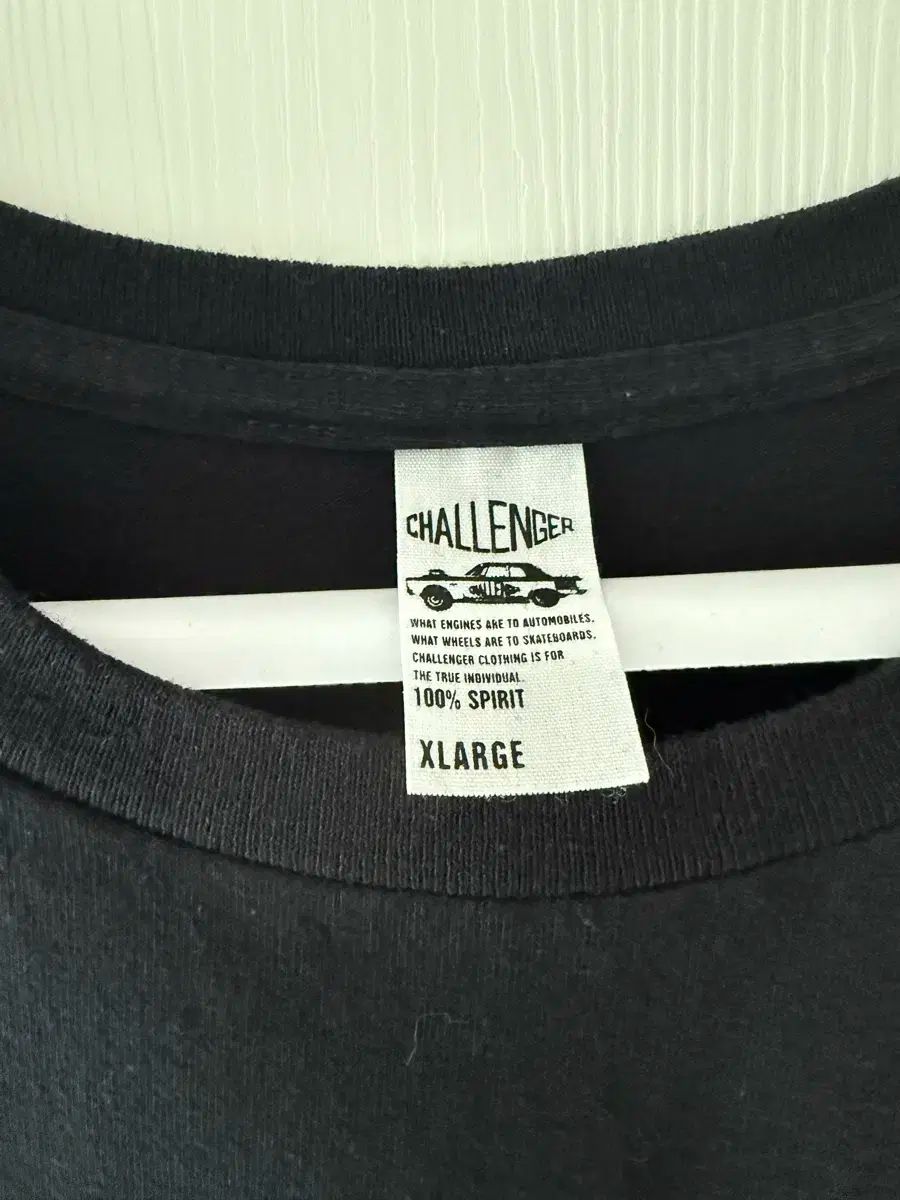 CHALLENGER
WHAT ENGINES ARE TO AUTOMOBILES.
WHAT WHEELS ARE TO SKATEBOARDS.
CHALLENGER CLOTHING IS FOR
THE TRUE INDIVIDUAL.
100% SPIRIT
XLARGE